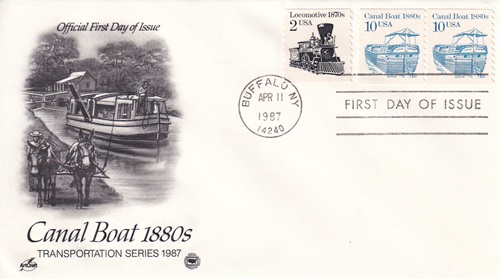 Official First Day of Issue
Locomotive 1870s
2 USA
Canal Boat 1880s
10 USA
Canal Boat 1880s
10 USA
BUFFALO NY
APR 11
1987
14240
FIRST DAY OF ISSUE
Canal Boat 1880s
TRANSPORTATION SERIES 1987
ArtCraft